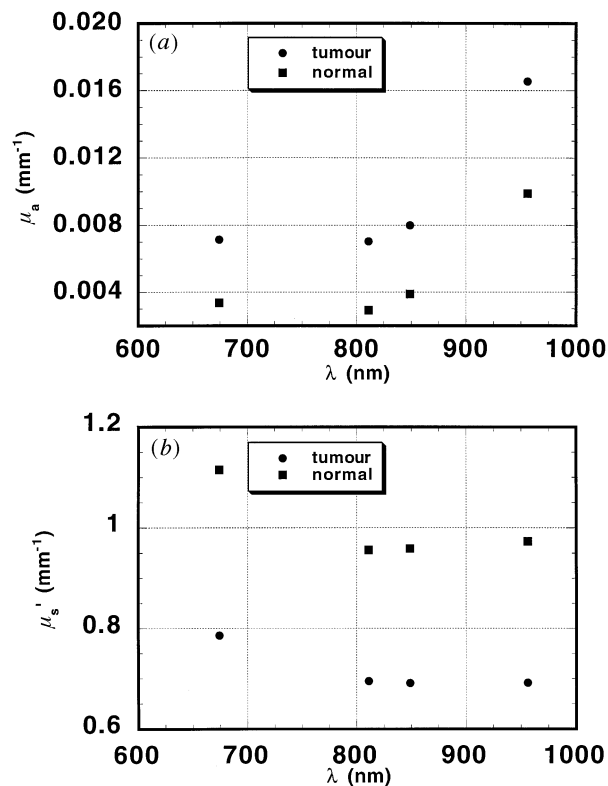 (a)
tumour
normal
0.020
0.016
0.012
0.008
0.004
μa (mm-1)
600 700 800 900 1000
λ (nm)
(b)
tumour
normal
1.2
1
0.8
0.6
μs' (mm-1)
600 700 800 900 1000
λ (nm)